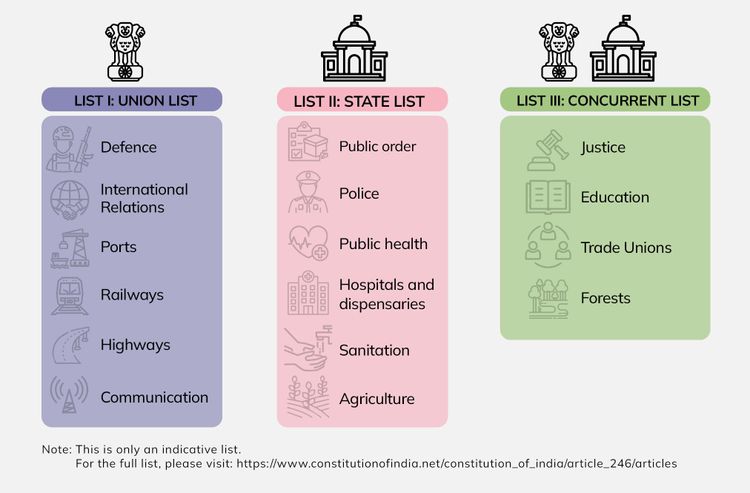 LIST I: UNION LIST
Defence
International
Relations
Ports
Railways
Highways
Communication
LIST II: STATE LIST
Public order
Police
Public health
Hospitals and
dispensaries
Sanitation
Agriculture
LIST III: CONCURRENT LIST
Justice
Education
Trade Unions
Forests
Note: This is only an indicative list.
For the full list, please visit: https://www.constitutionofindia.net/constitution_of_india/article_246/articles